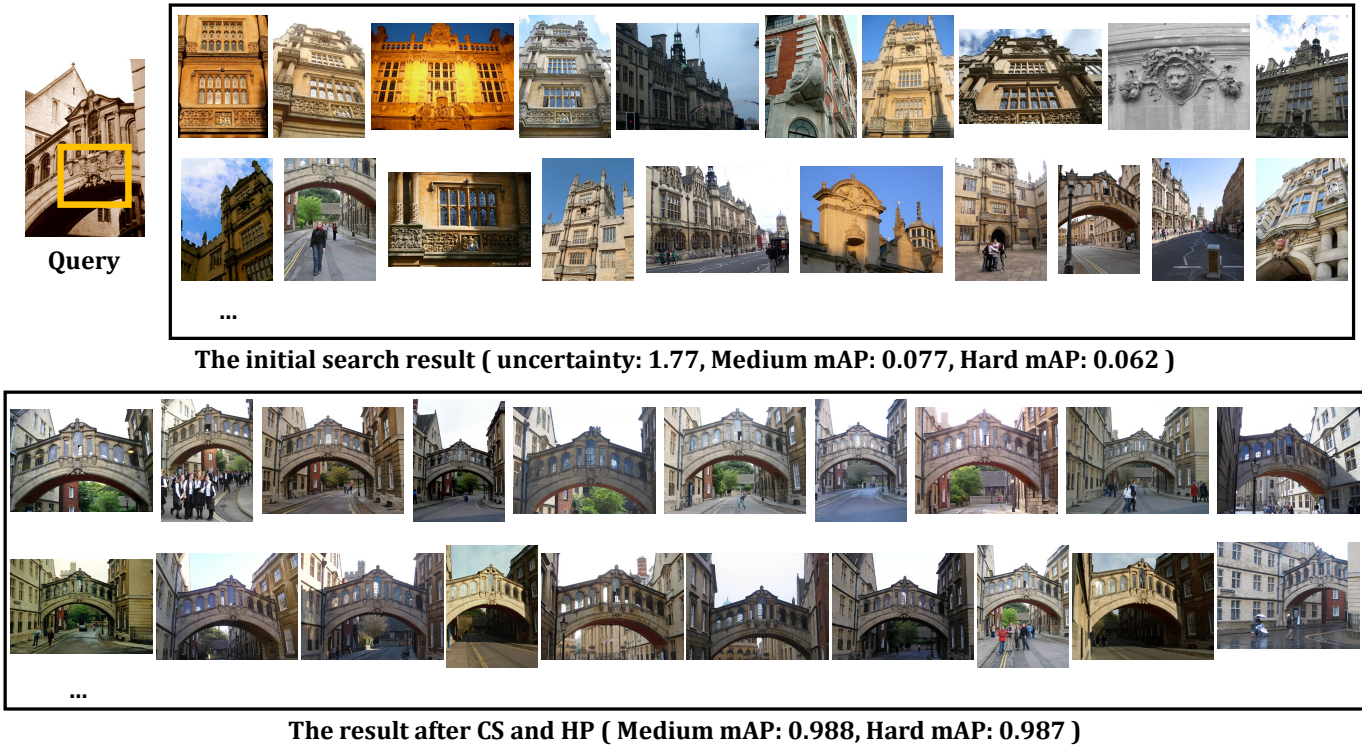 Query
...
The initial search result ( uncertainty: 1.77, Medium mAP: 0.077, Hard mAP: 0.062 )
...
The result after CS and HP ( Medium mAP: 0.988, Hard mAP: 0.987 )